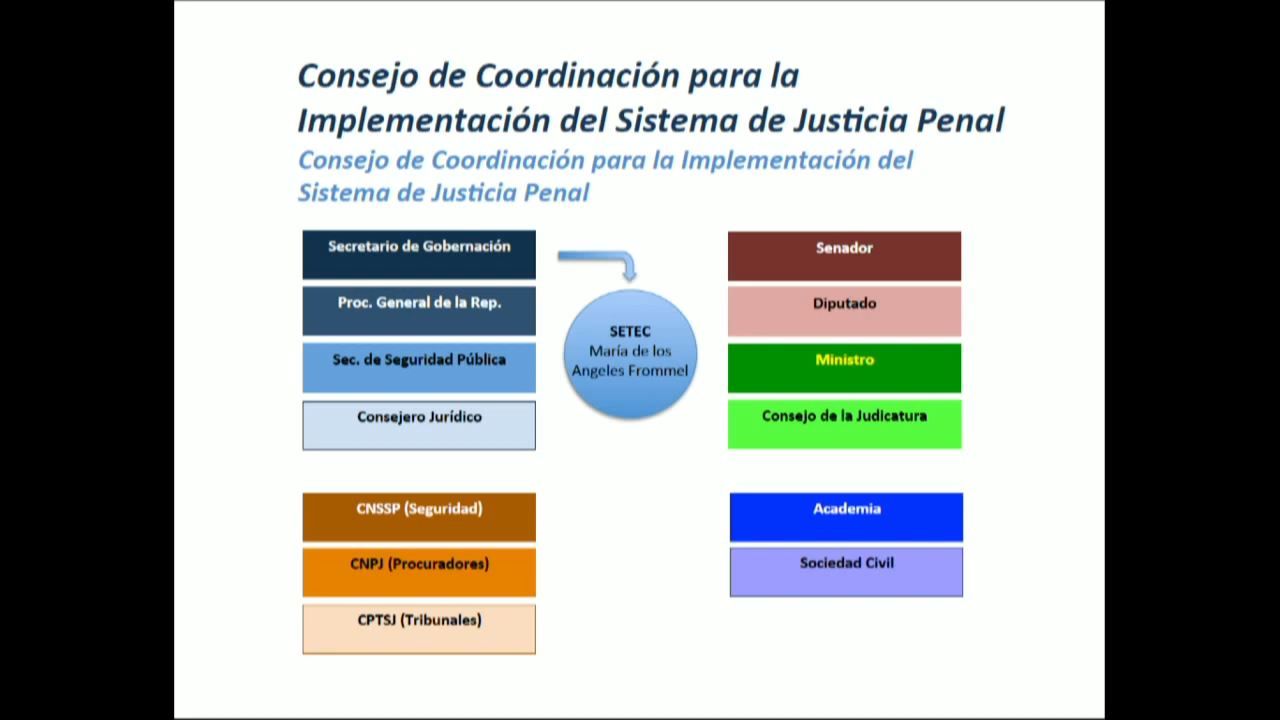 Consejo de Coordinación para la
Implementación del Sistema de Justicia Penal
Consejo de Coordinación para la Implementación del
Sistema de Justicia Penal
Secretario de Gobernación
Proc. General de la Rep.
Sec. de Seguridad Pública
Consejero Jurídico
SETEC
María de los
Angeles Frommel
Senador
Diputado
Ministro
Consejo de la Judicatura
CNSSP (Seguridad)
CNPJ (Procuradores)
CPTSJ (Tribunales)
Academia
Sociedad Civil